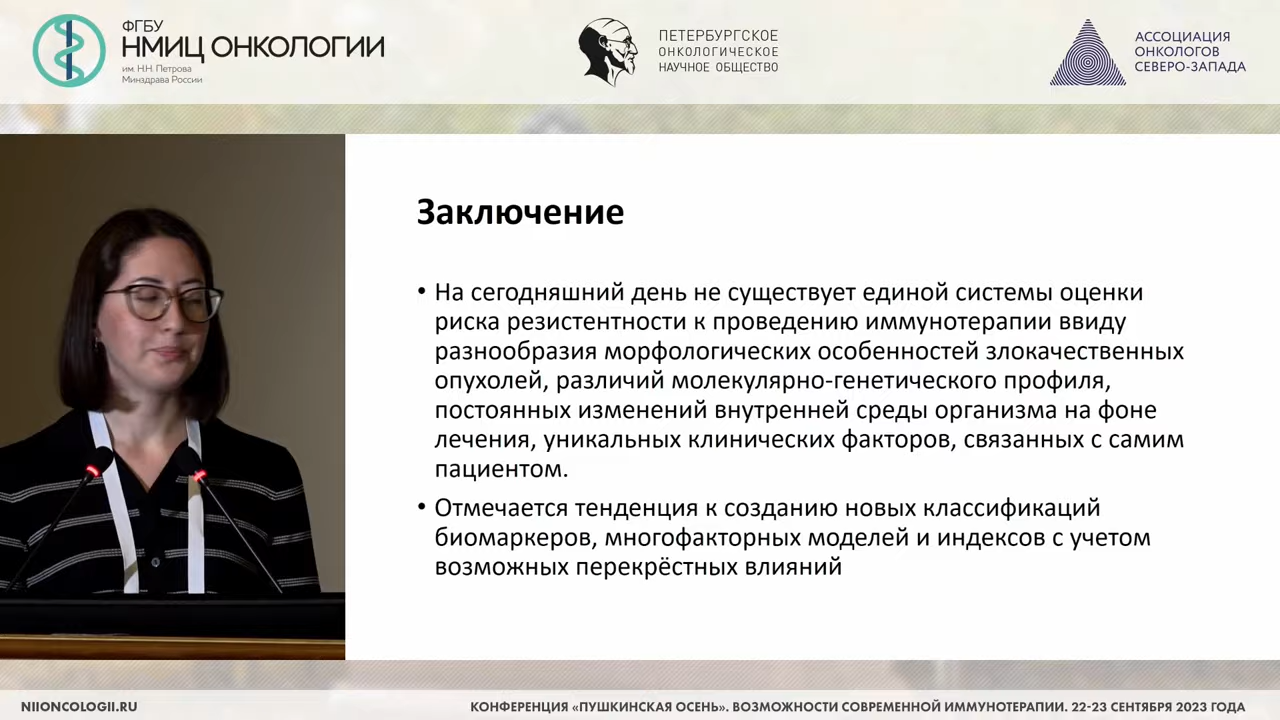 ФГБУ
НМИЦ ОНКОЛОГИИ
им. Н.Н. Петрова
Минздрава России
ПЕТЕРБУРГСКОЕ
ОНКОЛОГИЧЕСКОЕ
НАУЧНОЕ ОБЩЕСТВО
АССОЦИАЦИЯ
ОНКОЛОГОВ
СЕВЕРО-ЗАПАДА
Заключение
• На сегодняшний день не существует единой системы оценки
риска резистентности к проведению иммунотерапии ввиду
разнообразия морфологических особенностей злокачественных
опухолей, различий молекулярно-генетического профиля,
постоянных изменений внутренней среды организма на фоне
лечения, уникальных клинических факторов, связанных с самим
пациентом.
• Отмечается тенденция к созданию новых классификаций
биомаркеров, многофакторных моделей и индексов с учетом
возможных перекрёстных влияний
NIIONCOLOGII.RU
КОНФЕРЕНЦИЯ «ПУШКИНСКАЯ ОСЕНЬ». ВОЗМОЖНОСТИ СОВРЕМЕННОЙ ИММУНОТЕРАПИИ. 22-23 СЕНТЯБРЯ 2023 ГОДА